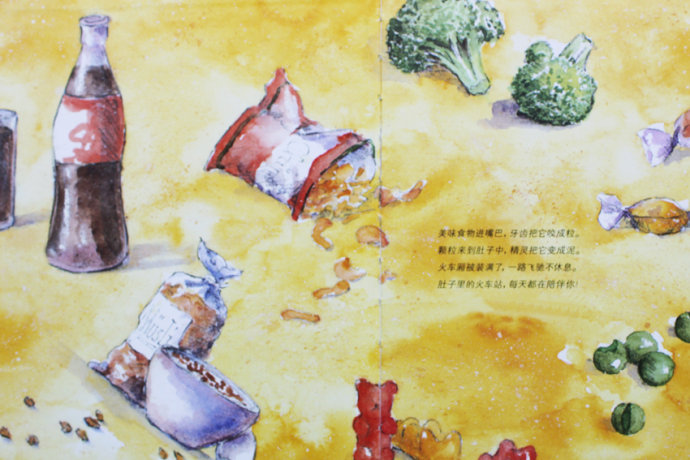 美味食物进嘴巴，牙齿把它咬成粒。
颗粒来到肚子中，精灵把它变成泥。
火车厢被装满了，一路飞驰不休息。
肚子里的火车站，每天都在陪伴你！